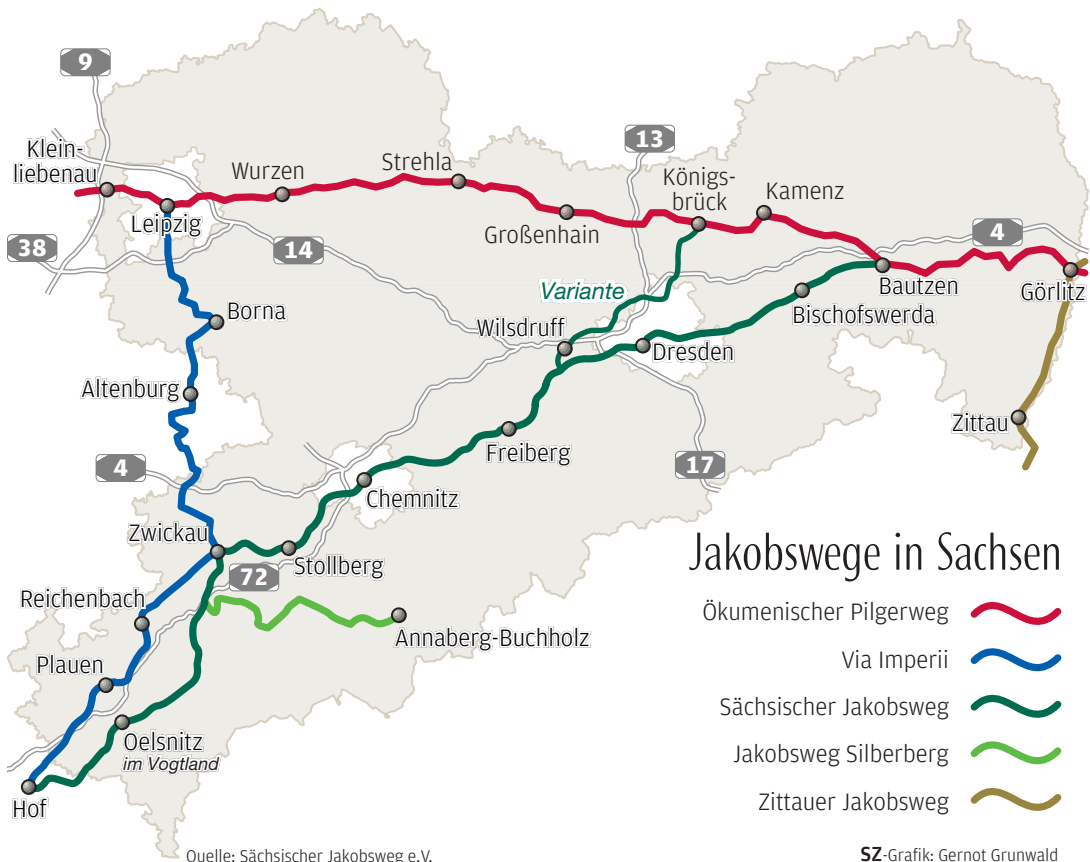 9
Klein-
liebenau
Wurzen
Strehla
13
Königs-
brück
Kamenz
Leipzig
38
14
Großenhain
4
Bautzen
Görlitz
Variante
Bischofswerda
Borna
Wilsdruff
Dresden
Altenburg
Zittau
Freiberg
4
17
Chemnitz
Zwickau
Stollberg
72
Reichenbach
Annaberg-Buchholz
Plauen
Oelsnitz
im Vogtland
Hof
Jakobswege in Sachsen
Ökumenischer Pilgerweg
Via Imperii
Sächsischer Jakobsweg
Jakobsweg Silberberg
Zittauer Jakobsweg
Quelle: Sächsischer Jakobsweg e.V.
SZ-Grafik: Gernot Grunwald